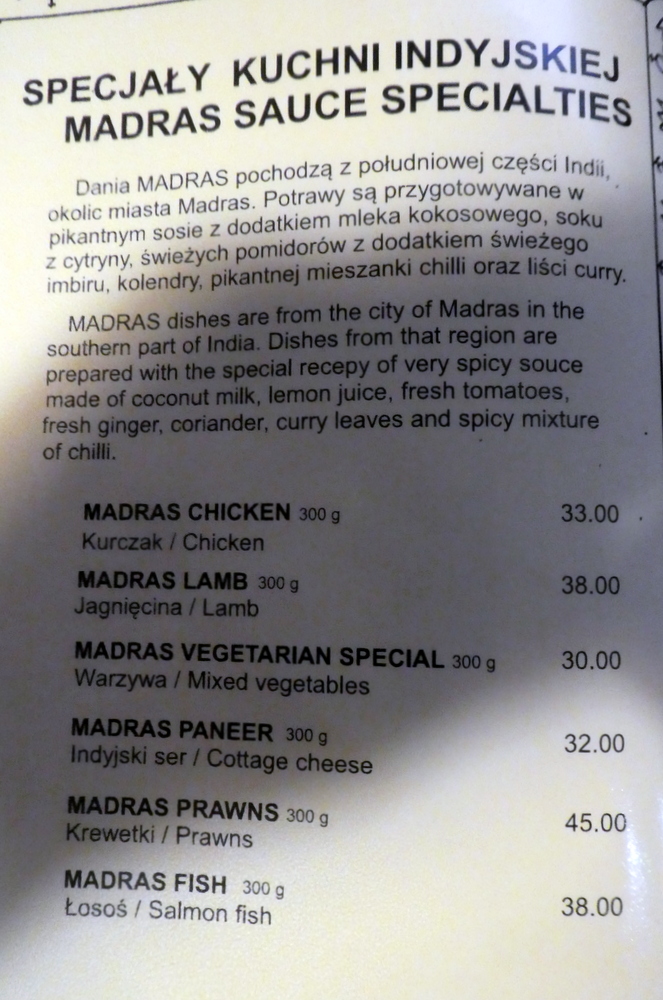 SPECJAŁY KUCHNI INDYJSKIEJ
MADRAS SAUCE SPECIALTIES
Dania MADRAS pochodzą z południowej części Indii,
okolic miasta Madras. Potrawy są przygotowywane w
pikantnym sosie z dodatkiem mleka kokosowego, soku
z cytryny, świeżych pomidorów z dodatkiem świeżego
imbiru, kolendry, pikantnej mieszanki chilli oraz liści curry.
MADRAS dishes are from the city of Madras in the
southern part of India. Dishes from that region are
prepared with the special recepy of very spicy souce
made of coconut milk, lemon juice, fresh tomatoes,
fresh ginger, coriander, curry leaves and spicy mixture
of chilli.
MADRAS CHICKEN 300 g 33.00
Kurczak / Chicken
MADRAS LAMB 300 g 38.00
Jagnięcina / Lamb
MADRAS VEGETARIAN SPECIAL 300 g 30.00
Warzywa / Mixed vegetables
MADRAS PANEER 300 g 32.00
Indyjski ser / Cottage cheese
MADRAS PRAWNS 300 g 45.00
Krewetki / Prawns
MADRAS FISH 300 g 38.00
Łosoś / Salmon fish